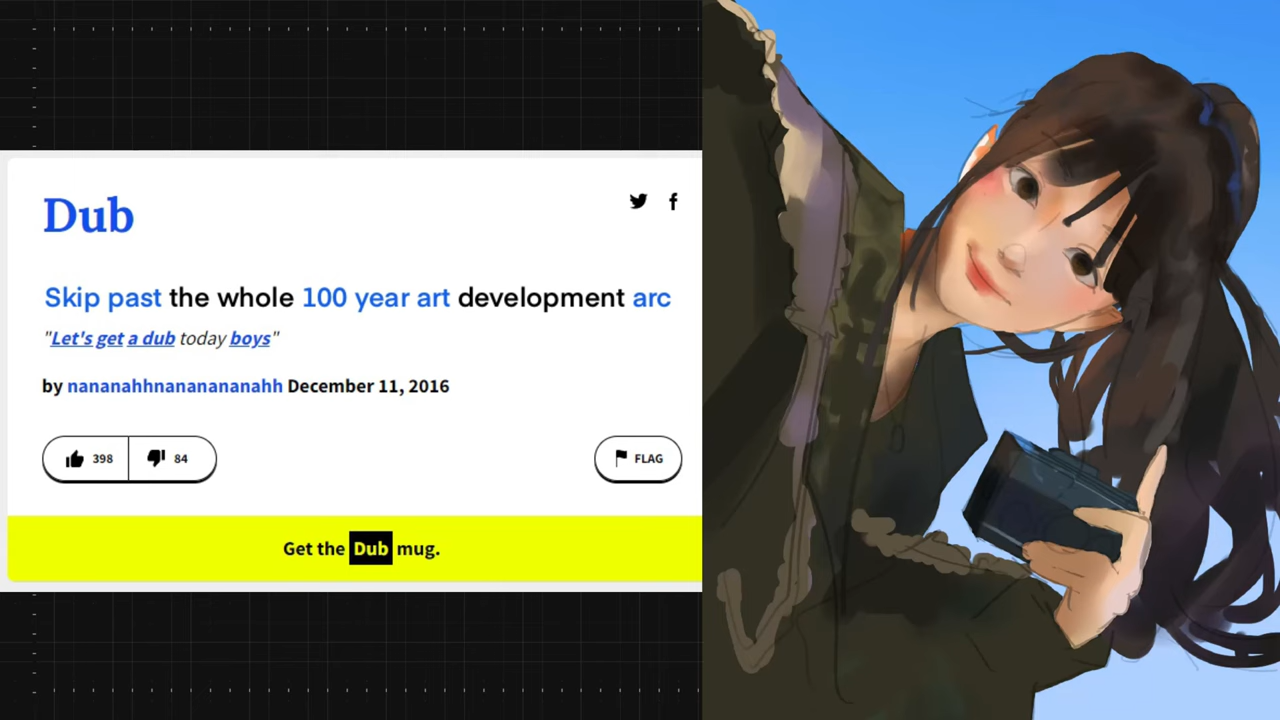 Dub
Skip past the whole 100 year art development arc
"Let's get a dub today boys"
by nananahhnanananahh December 11, 2016
398
84
FLAG
Get the Dub mug.